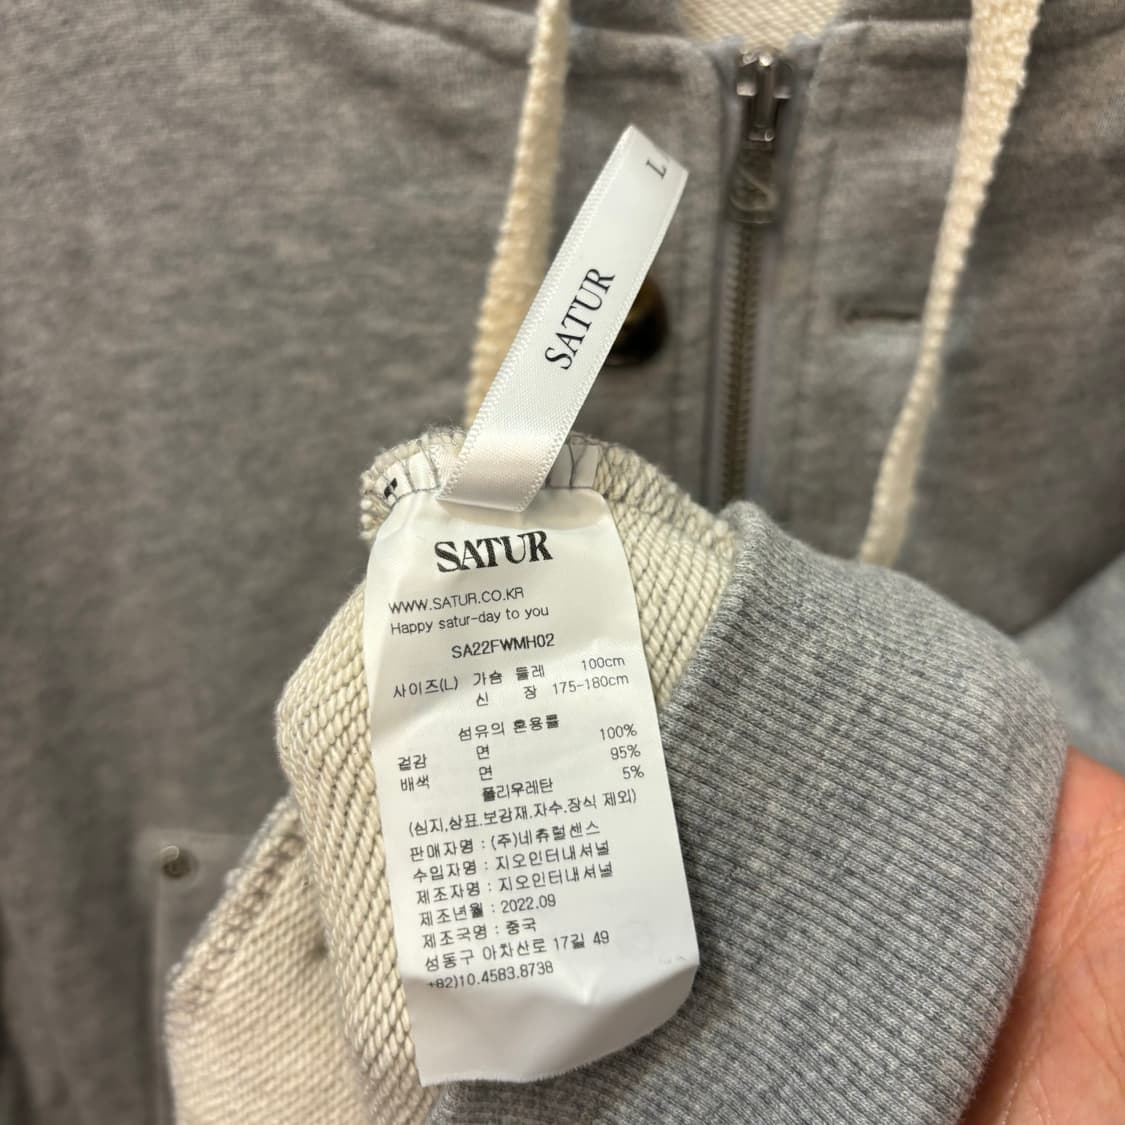 L
SATUR
SATUR
WWW.SATUR.CO.KR
Happy satur-day to you
SA22FWMH02
사이즈(L) 가슴 둘레 100cm
신 장 175-180cm
섬유의 혼용률
겉감 면 100%
배색 면 95%
폴리우레탄 5%
(심지,상표.보강재.자수.장식 제외)
판매자명 : (주)네츄럴센스
수입자명 : 지오인터내셔널
제조자명 : 지오인터내셔널
제조년월 : 2022.09
제조국명 : 중국
성동구 아차산로 17길 49
+82)10.4583.8738